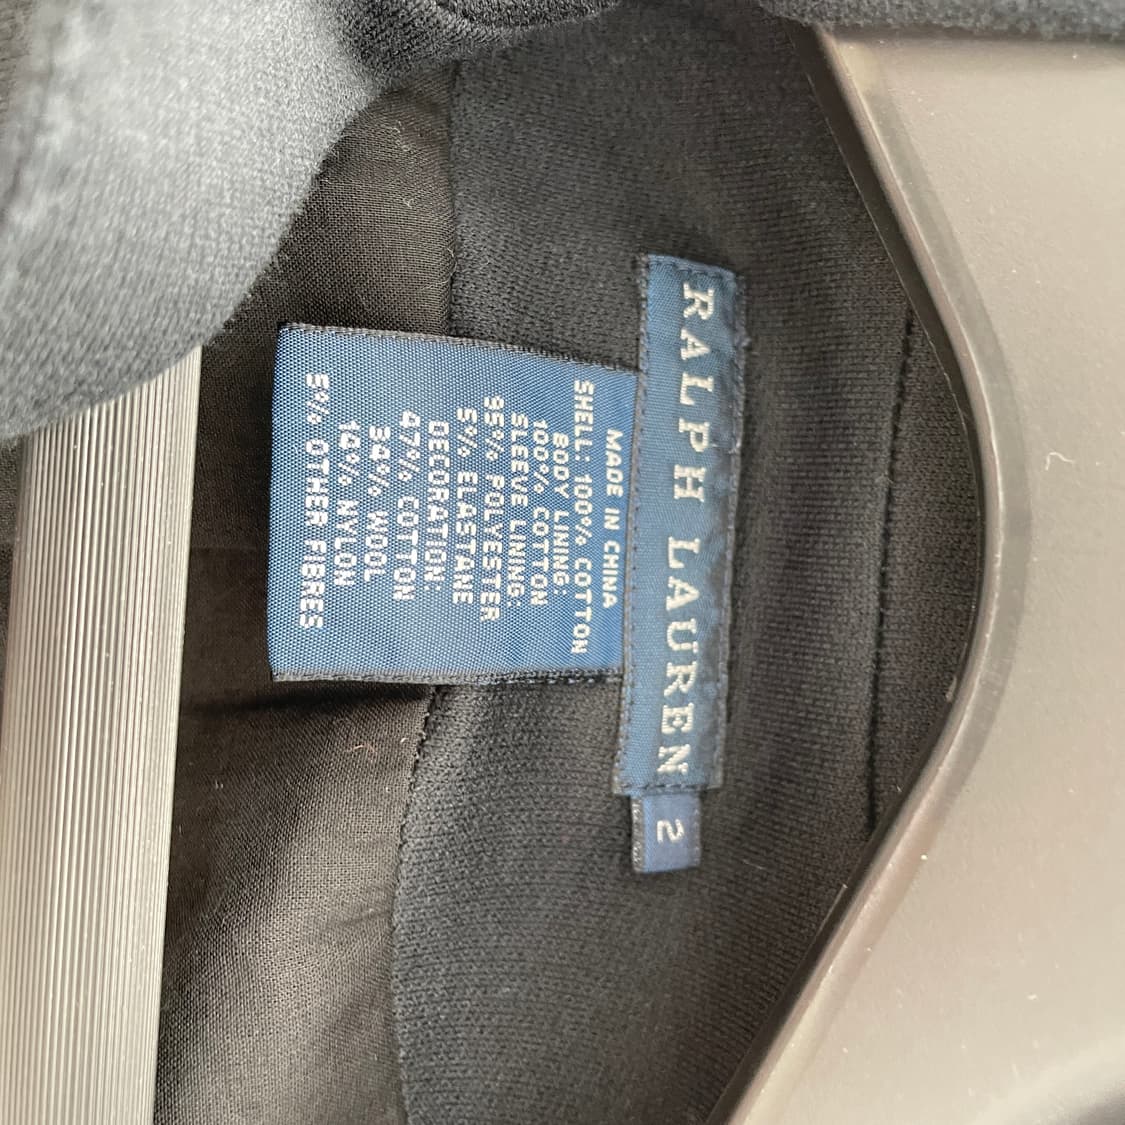 RALPH LAUREN
2
MADE IN CHINA
SHELL: 100% COTTON
BODY LINING:
100% COTTON
SLEEVE LINING:
95% POLYESTER
5% ELASTANE
DECORATION:
47% COTTON
34% WOOL
14% NYLON
5% OTHER FIBRES